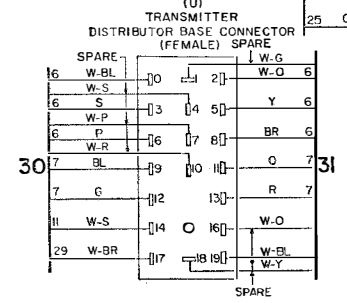 (U)
TRANSMITTER
DISTRIBUTOR BASE CONNECTOR
(FEMALE) SPARE
25
SPARE
W-G
6 W-BL 0 1 2 W-O 6
W-S
6 S 3 4 5 Y 6
W-P
6 P 6 7 8 BR 6
W-R
30 7 BL 9 10 11 O 7 31
7 G 12 13 R 7
11 W-S 14 O 16 W-O
29 W-BR 17 18 19 W-BL
W-Y
SPARE